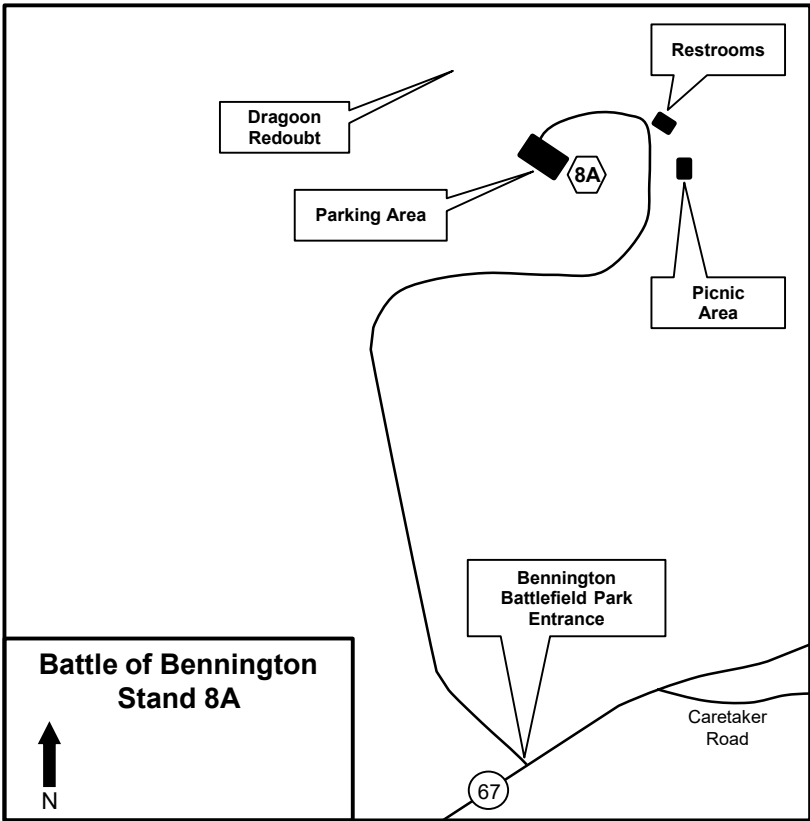 Restrooms
Dragoon
Redoubt
8A
Parking Area
Picnic
Area
Bennington
Battlefield Park
Entrance
Battle of Bennington
Stand 8A
N
Caretaker
Road
67